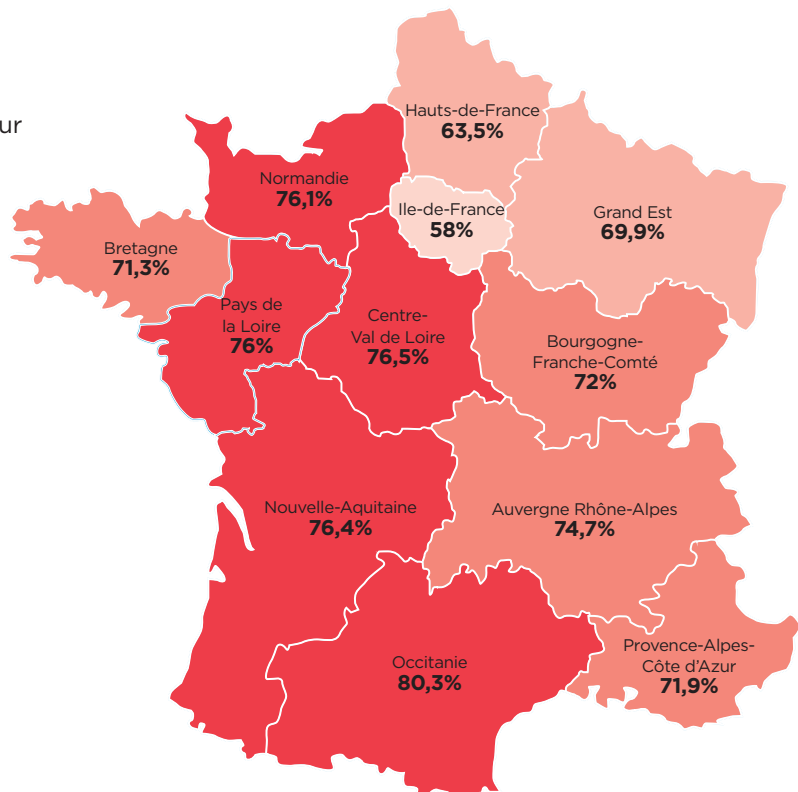 ur
Hauts-de-France
63,5%
Normandie
76,1%
Ile-de-France
58%
Grand Est
69,9%
Bretagne
71,3%
Pays de
la Loire
76%
Centre-
Val de Loire
76,5%
Bourgogne-
Franche-Comté
72%
Nouvelle-Aquitaine
76,4%
Auvergne Rhône-Alpes
74,7%
Provence-Alpes-
Côte d'Azur
71,9%
Occitanie
80,3%